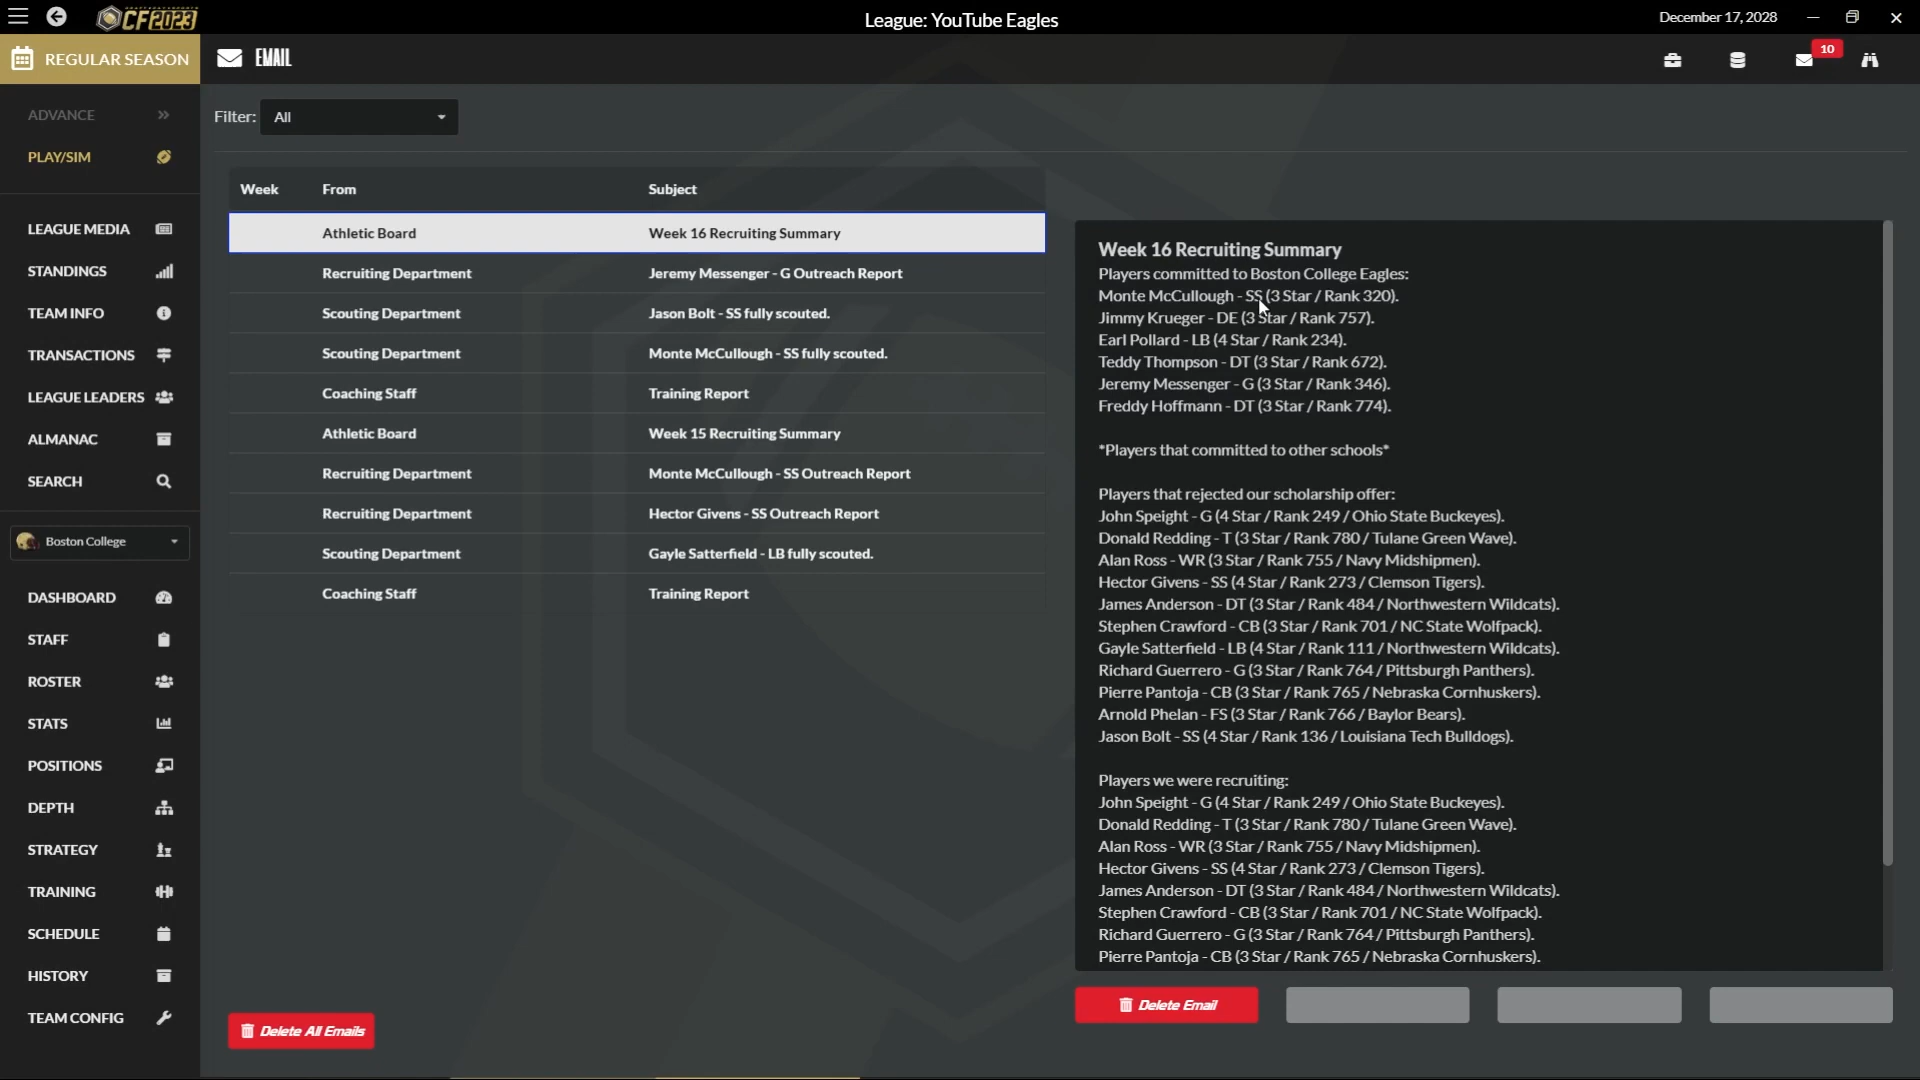 CF2023
League: YouTube Eagles
December 17, 2028
REGULAR SEASON
EMAIL
10
ADVANCE
PLAY/SIM
LEAGUE MEDIA
STANDINGS
TEAM INFO
TRANSACTIONS
LEAGUE LEADERS
ALMANAC
SEARCH
Boston College
DASHBOARD
STAFF
ROSTER
STATS
POSITIONS
DEPTH
STRATEGY
TRAINING
SCHEDULE
HISTORY
TEAM CONFIG
Filter: All
Week From Subject
Athletic Board Week 16 Recruiting Summary
Recruiting Department Jeremy Messenger - G Outreach Report
Scouting Department Jason Bolt - SS fully scouted.
Scouting Department Monte McCullough - SS fully scouted.
Coaching Staff Training Report
Athletic Board Week 15 Recruiting Summary
Recruiting Department Monte McCullough - SS Outreach Report
Recruiting Department Hector Givens - SS Outreach Report
Scouting Department Gayle Satterfield - LB fully scouted.
Coaching Staff Training Report
Delete All Emails
Week 16 Recruiting Summary
Players committed to Boston College Eagles:
Monte McCullough - SS (3 Star / Rank 320).
Jimmy Krueger - DE (3 Star / Rank 757).
Earl Pollard - LB (4 Star / Rank 234).
Teddy Thompson - DT (3 Star / Rank 672).
Jeremy Messenger - G (3 Star / Rank 346).
Freddy Hoffmann - DT (3 Star / Rank 774).
*Players that committed to other schools*
Players that rejected our scholarship offer:
John Speight - G (4 Star / Rank 249 / Ohio State Buckeyes).
Donald Redding - T (3 Star / Rank 780 / Tulane Green Wave).
Alan Ross - WR (3 Star / Rank 755 / Navy Midshipmen).
Hector Givens - SS (4 Star / Rank 273 / Clemson Tigers).
James Anderson - DT (3 Star / Rank 484 / Northwestern Wildcats).
Stephen Crawford - CB (3 Star / Rank 701 / NC State Wolfpack).
Gayle Satterfield - LB (4 Star / Rank 111 / Northwestern Wildcats).
Richard Guerrero - G (3 Star / Rank 764 / Pittsburgh Panthers).
Pierre Pantoja - CB (3 Star / Rank 765 / Nebraska Cornhuskers).
Arnold Phelan - FS (3 Star / Rank 766 / Baylor Bears).
Jason Bolt - SS (4 Star / Rank 136 / Louisiana Tech Bulldogs).
Players we were recruiting:
John Speight - G (4 Star / Rank 249 / Ohio State Buckeyes).
Donald Redding - T (3 Star / Rank 780 / Tulane Green Wave).
Alan Ross - WR (3 Star / Rank 755 / Navy Midshipmen).
Hector Givens - SS (4 Star / Rank 273 / Clemson Tigers).
James Anderson - DT (3 Star / Rank 484 / Northwestern Wildcats).
Stephen Crawford - CB (3 Star / Rank 701 / NC State Wolfpack).
Richard Guerrero - G (3 Star / Rank 764 / Pittsburgh Panthers).
Pierre Pantoja - CB (3 Star / Rank 765 / Nebraska Cornhuskers).
Delete Email